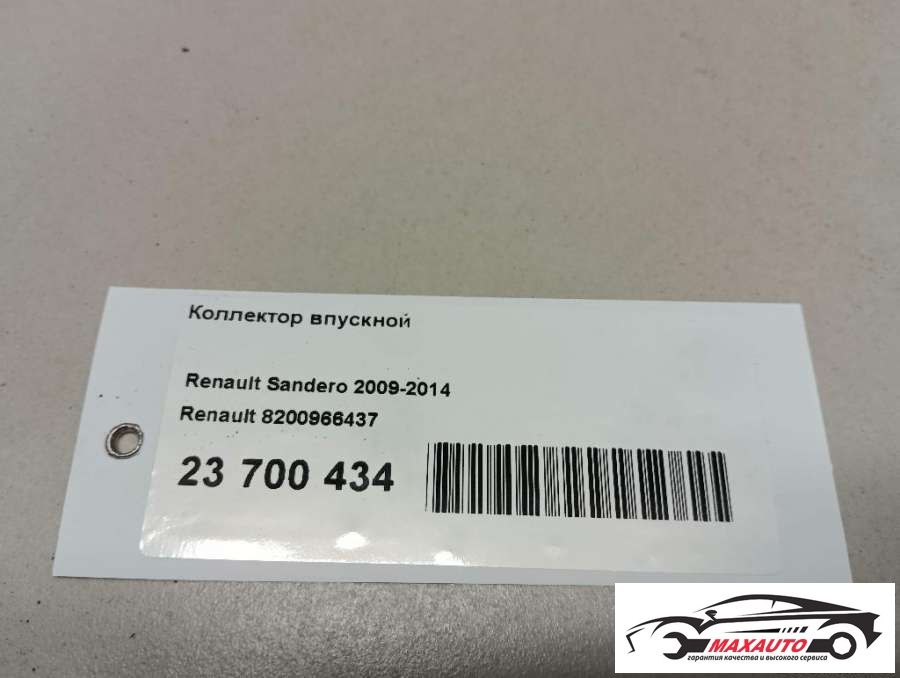 Коллектор впускной
Renault Sandero 2009-2014
Renault 8200966437
23 700 434
MAXAUTO
гарантия качества и высокого сервиса